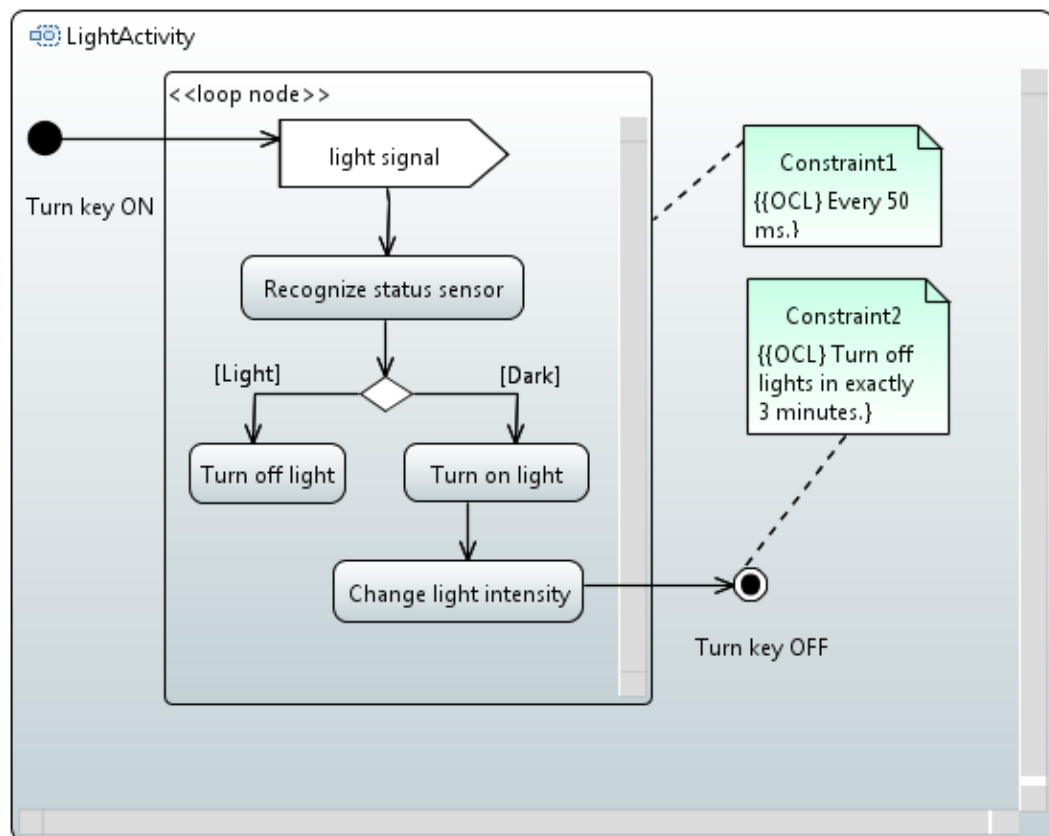 LightActivity
<<loop node>>
light signal
Turn key ON
Constraint1
{{OCL} Every 50
ms.}
Recognize status sensor
Constraint2
{{OCL} Turn off
lights in exactly
3 minutes.}
[Light]
[Dark]
Turn off light
Turn on light
Change light intensity
Turn key OFF